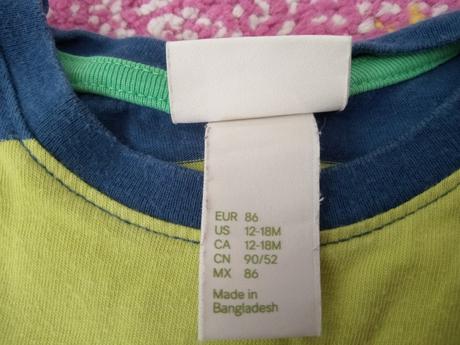 EUR 86
US 12-18M
CA 12-18M
CN 90/52
MX 86
Made in
Bangladesh